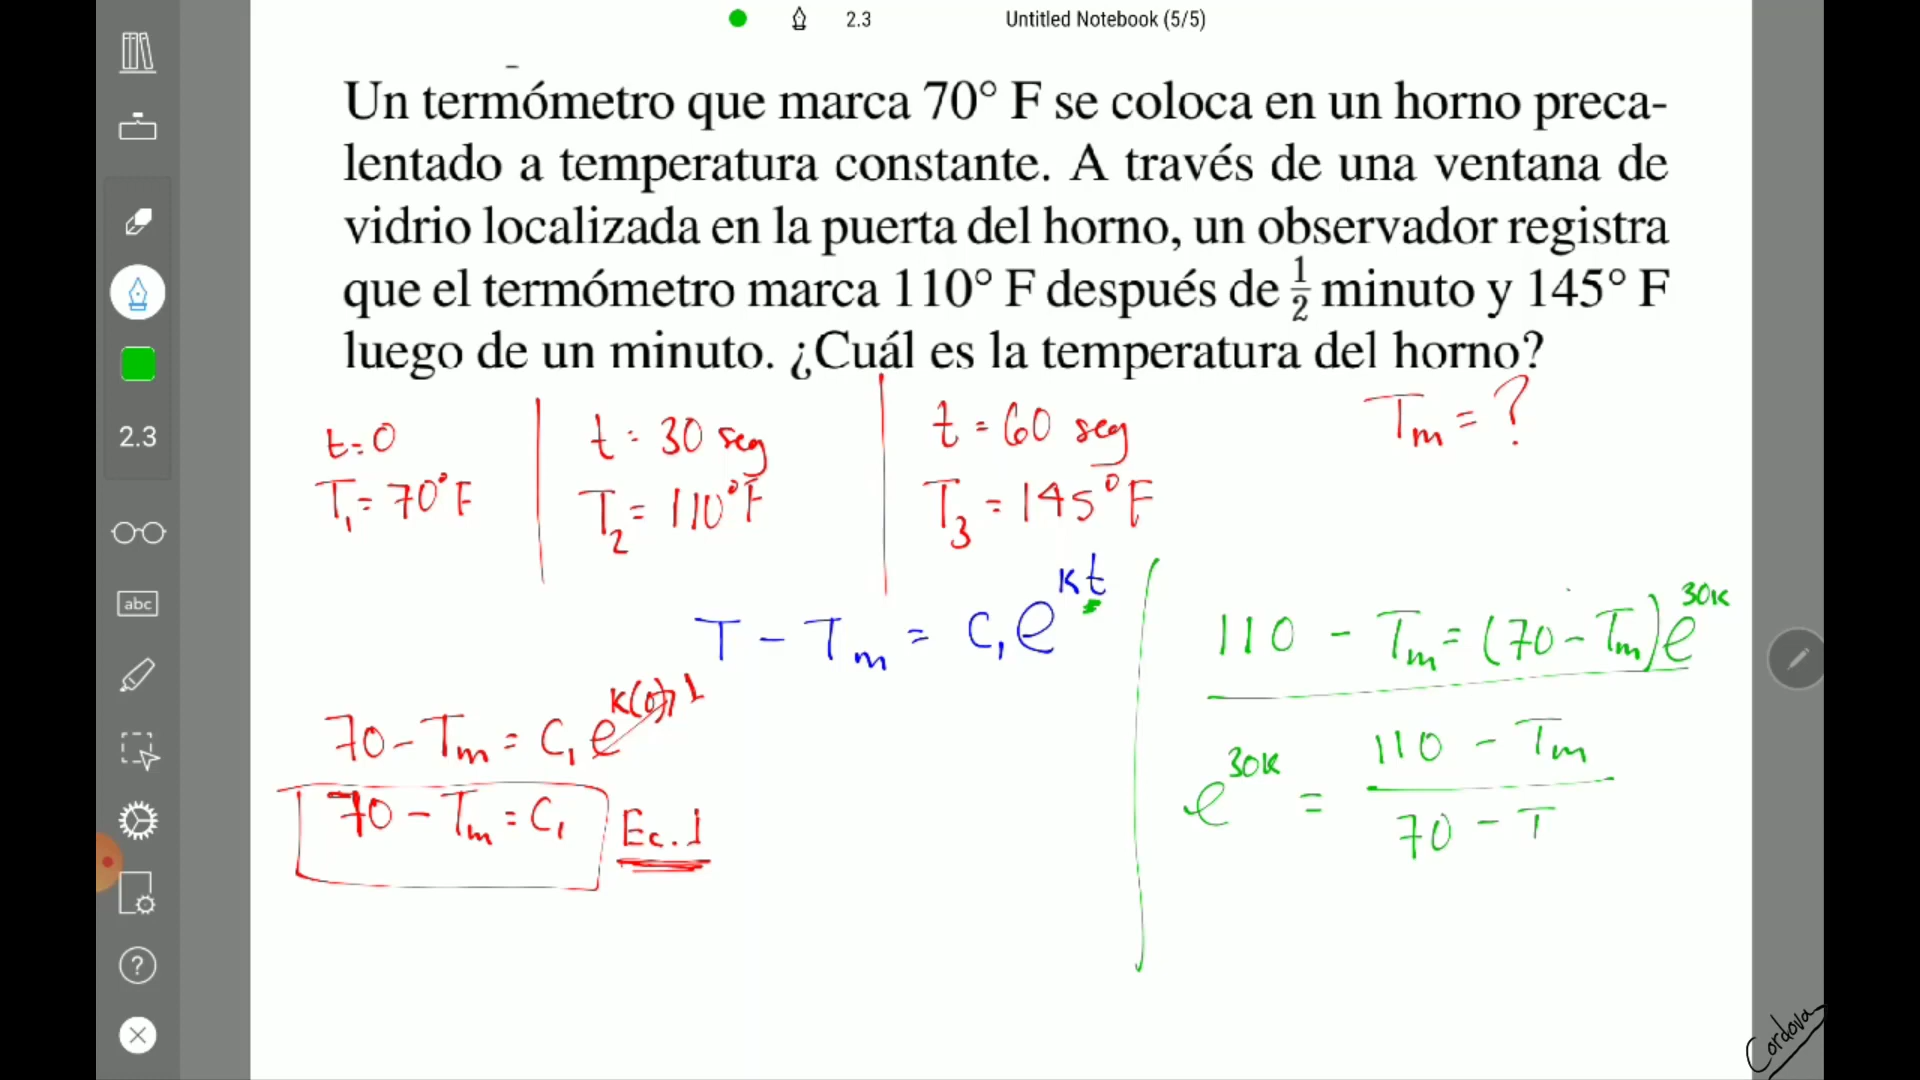 2.3 Untitled Notebook (5/5)
Un termómetro que marca 70° F se coloca en un horno preca-
lentado a temperatura constante. A través de una ventana de
vidrio localizada en la puerta del horno, un observador registra
que el termómetro marca 110° F después de 1/2 minuto y 145° F
luego de un minuto. ¿Cuál es la temperatura del horno?
2.3
abc
t=0
T₁= 70°F
t= 30 seg
T₂= 110°F
t= 60 seg
T₃= 145°F
Tm = ?
T - Tm = C₁e^kt
70 - Tm = C₁e^k(0) 1
70 - Tm = C₁
Ec. 1
110 - Tm = (70 - Tm)e^30k
e^30k = (110 - Tm)/(70 - T
Cordova